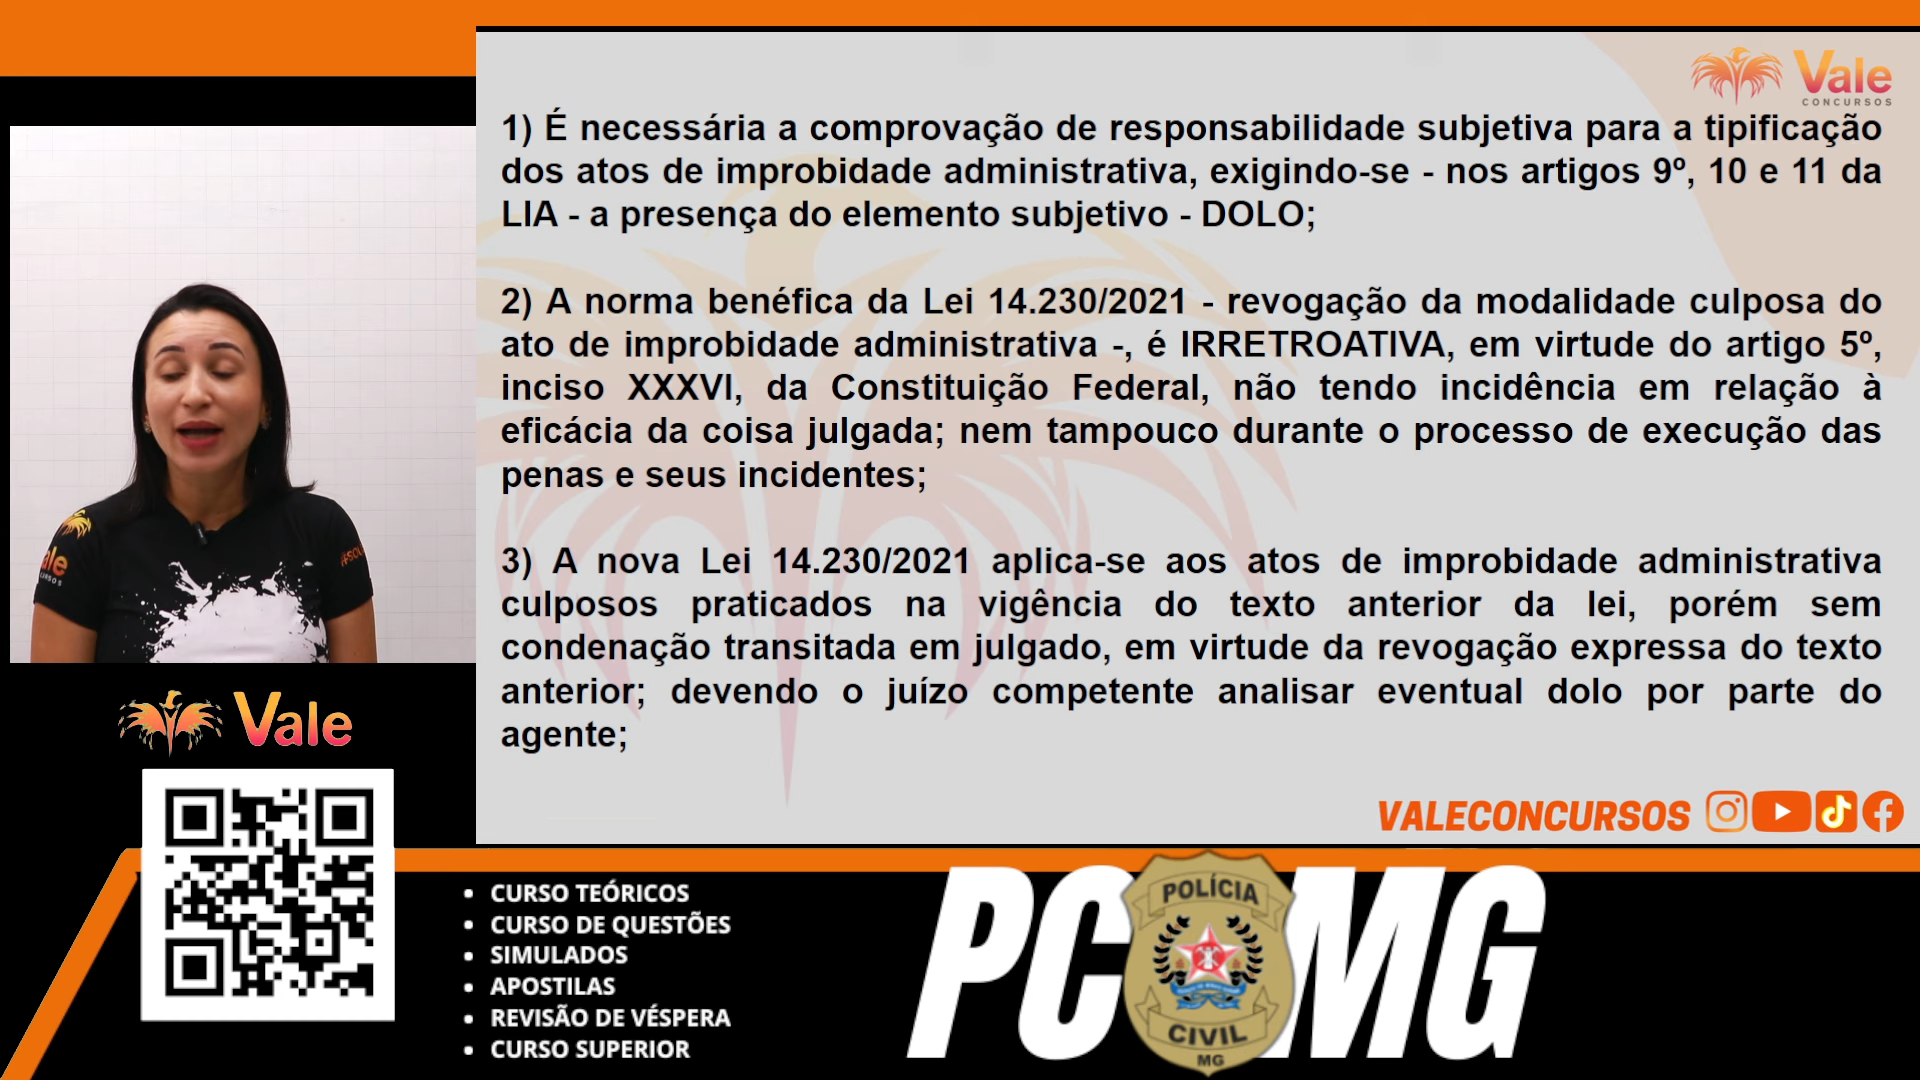 Vale
CONCURSOS
1) É necessária a comprovação de responsabilidade subjetiva para a tipificação
dos atos de improbidade administrativa, exigindo-se - nos artigos 9º, 10 e 11 da
LIA - a presença do elemento subjetivo - DOLO;
2) A norma benéfica da Lei 14.230/2021 - revogação da modalidade culposa do
ato de improbidade administrativa -, é IRRETROATIVA, em virtude do artigo 5º,
inciso XXXVI, da Constituição Federal, não tendo incidência em relação à
eficácia da coisa julgada; nem tampouco durante o processo de execução das
penas e seus incidentes;
3) A nova Lei 14.230/2021 aplica-se aos atos de improbidade administrativa
culposos praticados na vigência do texto anterior da lei, porém sem
condenação transitada em julgado, em virtude da revogação expressa do texto
anterior; devendo o juízo competente analisar eventual dolo por parte do
agente;
VALECONCURSOS
Vale
• CURSO TEÓRICOS
• CURSO DE QUESTÕES
• SIMULADOS
• APOSTILAS
• REVISÃO DE VÉSPERA
• CURSO SUPERIOR
PC MG
POLÍCIA
CIVIL
MG